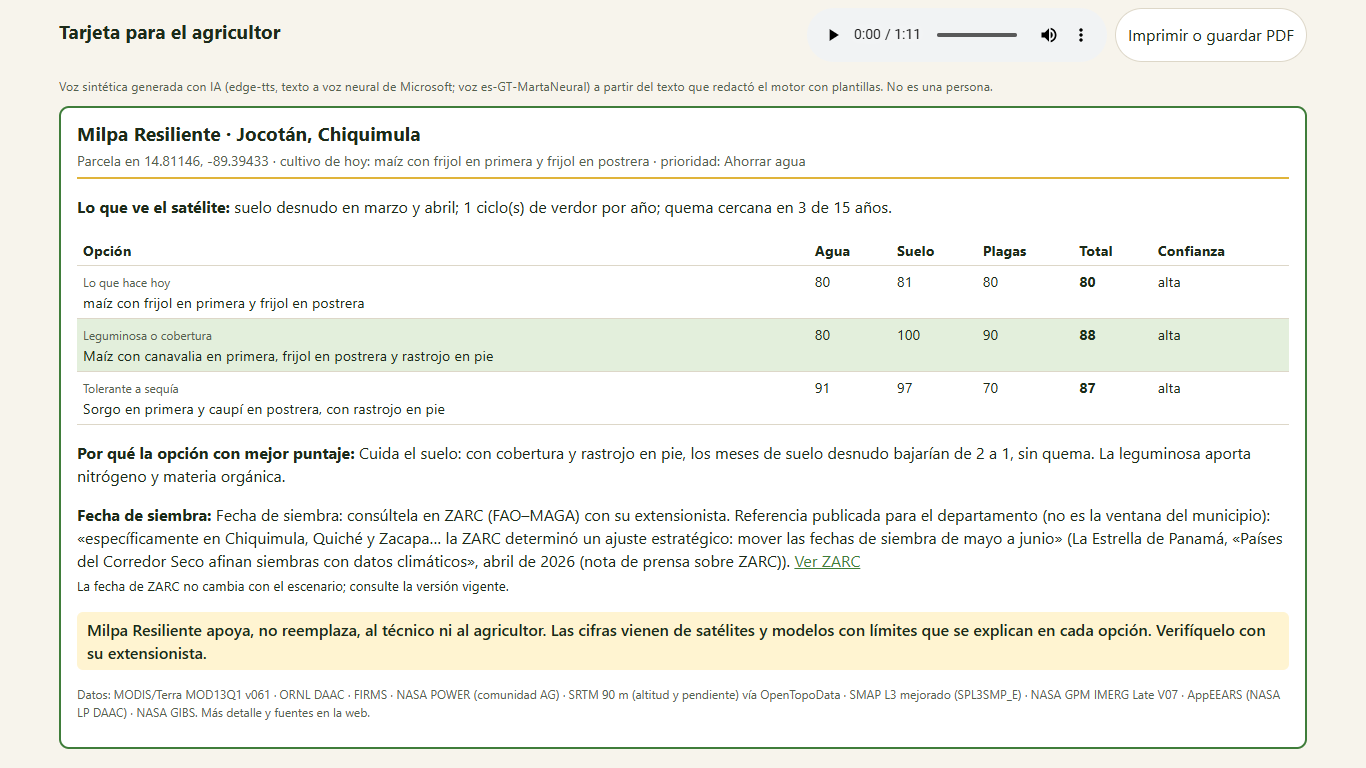 Tarjeta para el agricultor
0:00 / 1:11
Imprimir o guardar PDF
Voz sintética generada con IA (edge-tts, texto a voz neural de Microsoft; voz es-GT-MartaNeural) a partir del texto que redactó el motor con plantillas. No es una persona.
Milpa Resiliente · Jocotán, Chiquimula
Parcela en 14.81146, -89.39433 · cultivo de hoy: maíz con frijol en primera y frijol en postrera · prioridad: Ahorrar agua
Lo que ve el satélite: suelo desnudo en marzo y abril; 1 ciclo(s) de verdor por año; quema cercana en 3 de 15 años.
Opción Agua Suelo Plagas Total Confianza
Lo que hace hoy
maíz con frijol en primera y frijol en postrera 80 81 80 80 alta
Leguminosa o cobertura
Maíz con canavalia en primera, frijol en postrera y rastrojo en pie 80 100 90 88 alta
Tolerante a sequía
Sorgo en primera y caupí en postrera, con rastrojo en pie 91 97 70 87 alta
Por qué la opción con mejor puntaje: Cuida el suelo: con cobertura y rastrojo en pie, los meses de suelo desnudo bajarían de 2 a 1, sin quema. La leguminosa aporta
nitrógeno y materia orgánica.
Fecha de siembra: Fecha de siembra: consúltela en ZARC (FAO–MAGA) con su extensionista. Referencia publicada para el departamento (no es la ventana del municipio):
«específicamente en Chiquimula, Quiché y Zacapa… la ZARC determinó un ajuste estratégico: mover las fechas de siembra de mayo a junio» (La Estrella de Panamá, «Países
del Corredor Seco afinan siembras con datos climáticos», abril de 2026 (nota de prensa sobre ZARC)). Ver ZARC
La fecha de ZARC no cambia con el escenario; consulte la versión vigente.
Milpa Resiliente apoya, no reemplaza, al técnico ni al agricultor. Las cifras vienen de satélites y modelos con límites que se explican en cada opción. Verifíquelo con
su extensionista.
Datos: MODIS/Terra MOD13Q1 v061 · ORNL DAAC · FIRMS · NASA POWER (comunidad AG) · SRTM 90 m (altitud y pendiente) vía OpenTopoData · SMAP L3 mejorado (SPL3SMP_E) · NASA GPM IMERG Late V07 · AppEEARS (NASA
LP DAAC) · NASA GIBS. Más detalle y fuentes en la web.